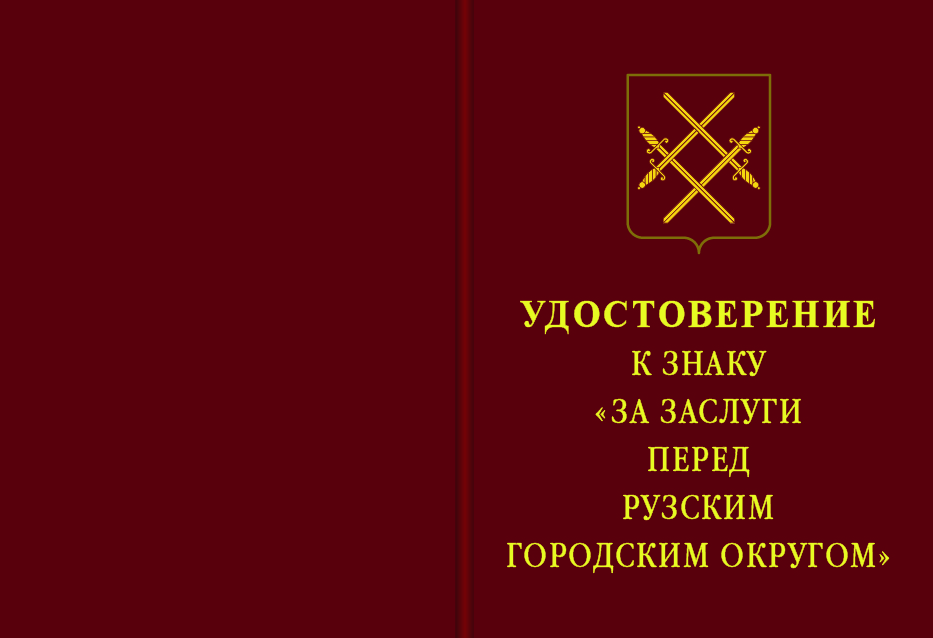 УДОСТОВЕРЕНИЕ
К ЗНАКУ
«ЗА ЗАСЛУГИ
ПЕРЕД
РУЗСКИМ
ГОРОДСКИМ ОКРУГОМ»